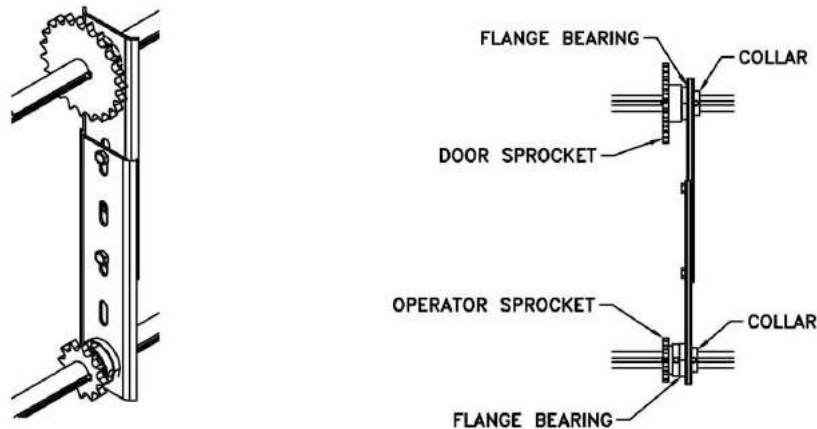 FLANGE BEARING
COLLAR
DOOR SPROCKET
OPERATOR SPROCKET
COLLAR
FLANGE BEARING